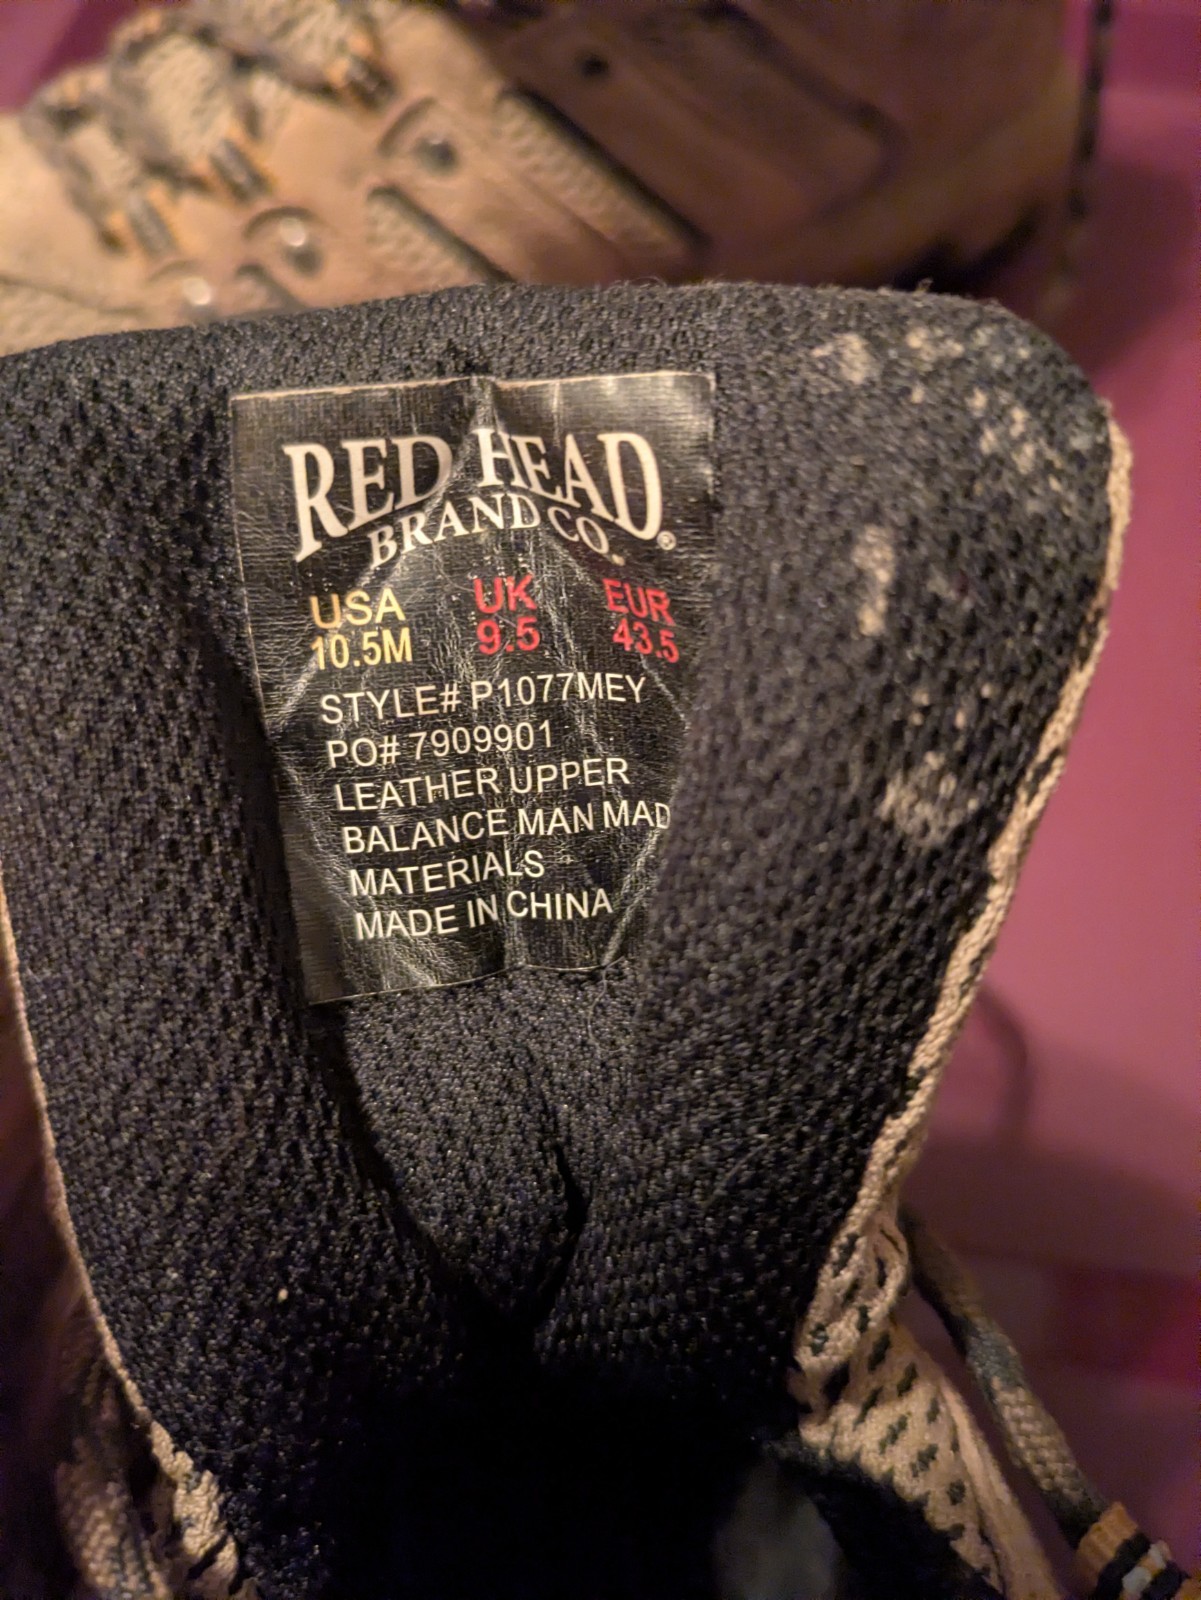 RED HEAD®
BRAND CO.
USA UK EUR
10.5M 9.5 43.5
STYLE# P1077MEY
PO# 7909901
LEATHER UPPER
BALANCE MAN MAD
MATERIALS
MADE IN CHINA